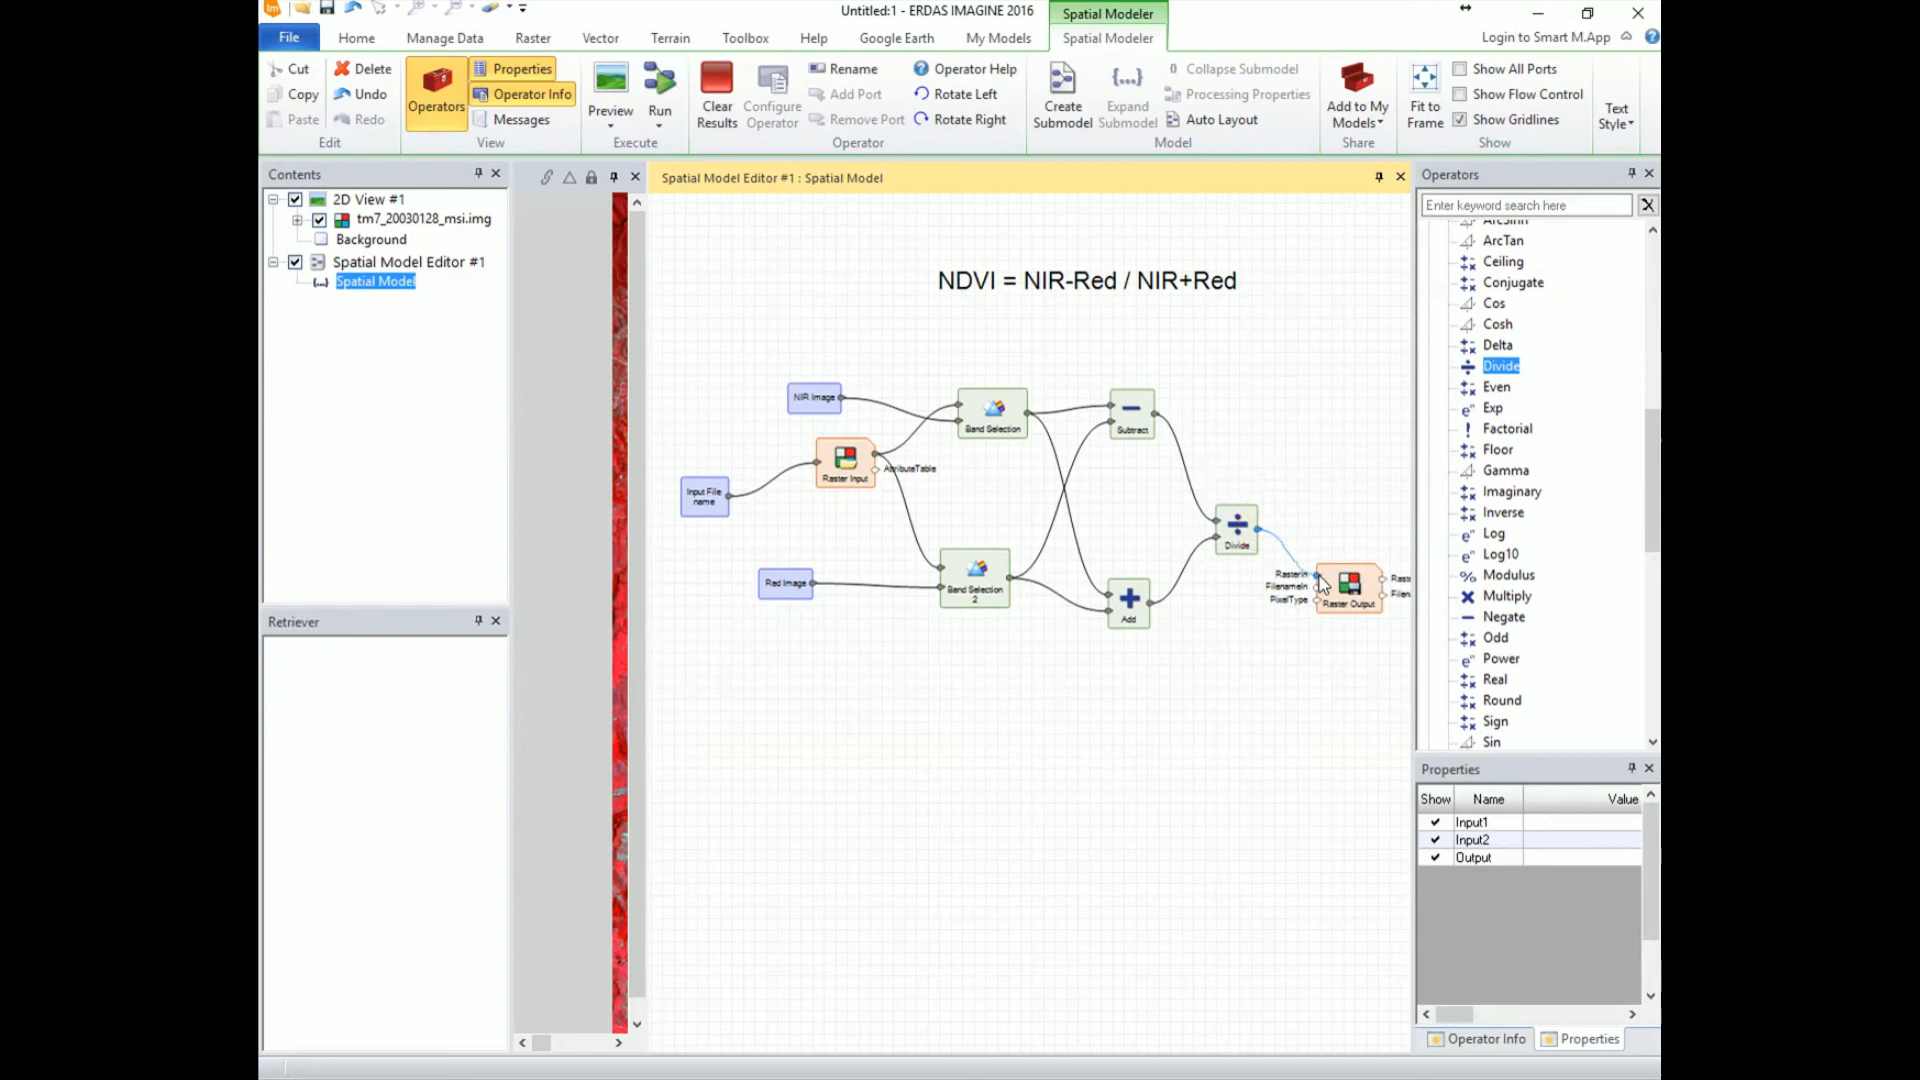 Untitled:1 - ERDAS IMAGINE 2016
Spatial Modeler
File Home Manage Data Raster Vector Terrain Toolbox Help Google Earth My Models Spatial Modeler Login to Smart M.App
Cut Delete Properties Rename Operator Help Collapse Submodel Show All Ports
Copy Undo Operator Info Add Port Rotate Left Processing Properties Show Flow Control
Paste Redo Messages Remove Port Rotate Right Auto Layout Show Gridlines
Operators
Preview
Run
Clear Results
Configure Operator
Create Submodel
Expand Submodel
Add to My Models
Fit to Frame
Text Style
Edit View Execute Operator Model Share Show
Contents
2D View #1
tm7_20030128_msi.img
Background
Spatial Model Editor #1
Spatial Model
Retriever
Spatial Model Editor #1 : Spatial Model
NDVI = NIR-Red / NIR+Red
NIR Image
Band Selection
Subtract
Raster Input
AttributeTable
Input File
name
Divide
Red Image
Band Selection
2
Add
RasterIn
FilenameIn
PixelType
Raster Output
Operators
Enter keyword search here
ArcSinh
ArcTan
Ceiling
Conjugate
Cos
Cosh
Delta
Divide
Even
Exp
Factorial
Floor
Gamma
Imaginary
Inverse
Log
Log10
Modulus
Multiply
Negate
Odd
Power
Real
Round
Sign
Sin
Properties
Show Name Value
Input1
Input2
Output
Operator Info Properties